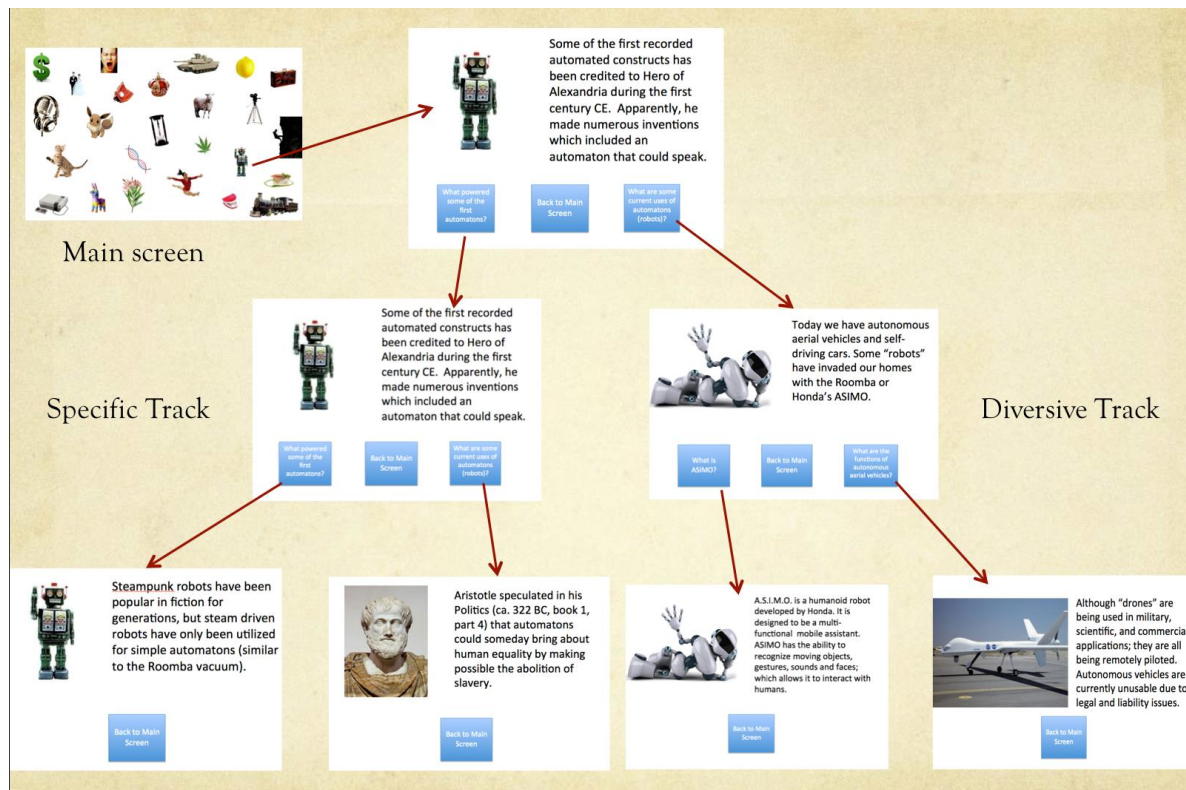 Some of the first recorded
automated constructs has
been credited to Hero of
Alexandria during the first
century CE.  Apparently, he
made numerous inventions
which included an
automaton that could speak.
What powered
some of the
first
automatons?
Back to Main
Screen
What are some
current uses of
automatons
(robots)?
Main screen
Some of the first recorded
automated constructs has
been credited to Hero of
Alexandria during the first
century CE.  Apparently, he
made numerous inventions
which included an
automaton that could speak.
What powered
some of the
first
automatons?
Back to Main
Screen
What are some
current uses of
automatons
(robots)?
Specific Track
Today we have autonomous
aerial vehicles and self-
driving cars. Some “robots”
have invaded our homes
with the Roomba or
Honda’s ASIMO.
What is
ASIMO?
Back to Main
Screen
What are the
functions of
autonomous
aerial vehicles?
Diversive Track
Steampunk robots have been
popular in fiction for
generations, but steam driven
robots have only been utilized
for simple automatons (similar
to the Roomba vacuum).
Back to Main
Screen
Aristotle speculated in his
Politics (ca. 322 BC, book 1,
part 4) that automatons
could someday bring about
human equality by making
possible the abolition of
slavery.
Back to Main
Screen
A.S.I.M.O. is a humanoid robot
developed by Honda. It is
designed to be a multi-
functional  mobile assistant.
ASIMO has the ability to
recognize moving objects,
gestures, sounds and faces;
which allows it to interact with
humans.
Back to Main
Screen
Although “drones” are
being used in military,
scientific, and commercia
applications; they are all
being remotely piloted.
Autonomous vehicles are
currently unusable due to
legal and liability issues.
Back to Main
Screen